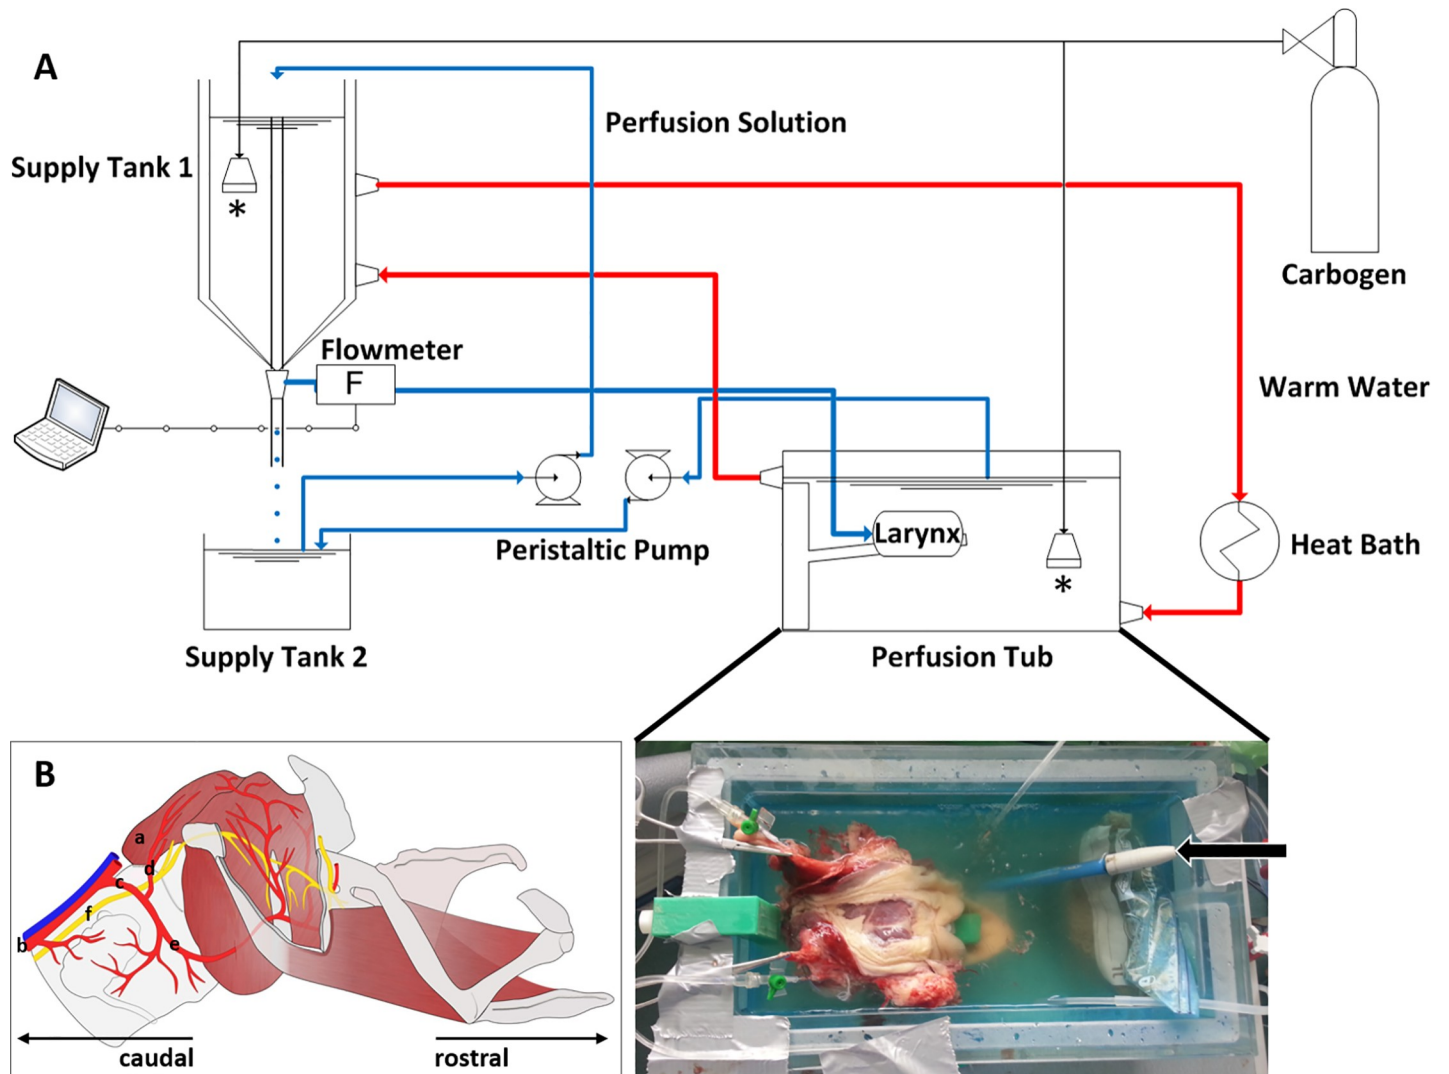 A
Perfusion Solution
Supply Tank 1
*
Carbogen
Flowmeter
F
Warm Water
Larynx
Peristaltic Pump
Heat Bath
*
Supply Tank 2
Perfusion Tub
B
a
d
c
f
b
e
caudal
rostral